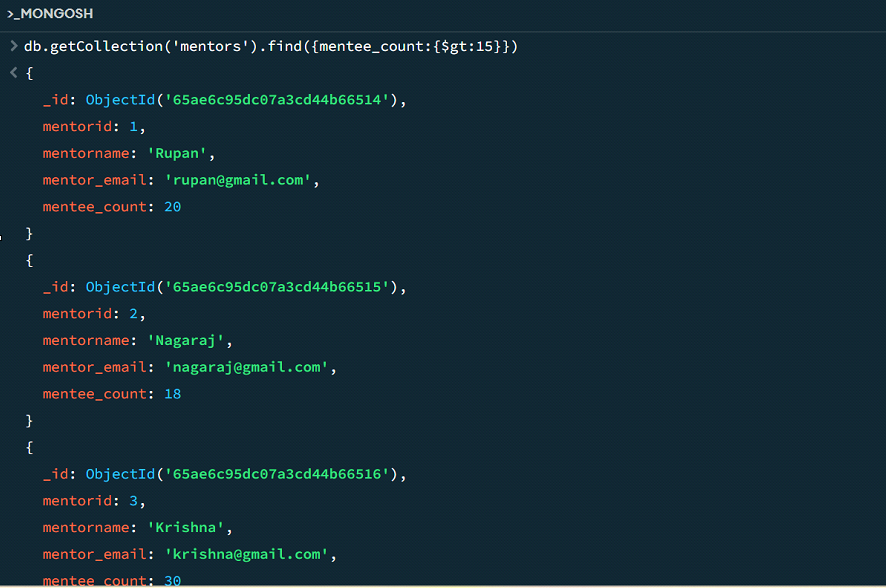 >_MONGOSH
> db.getCollection('mentors').find({mentee_count:{$gt:15}})
< {
_id: ObjectId('65ae6c95dc07a3cd44b66514'),
mentorid: 1,
mentorname: 'Rupan',
mentor_email: 'rupan@gmail.com',
mentee_count: 20
}
{
_id: ObjectId('65ae6c95dc07a3cd44b66515'),
mentorid: 2,
mentorname: 'Nagaraj',
mentor_email: 'nagaraj@gmail.com',
mentee_count: 18
}
{
_id: ObjectId('65ae6c95dc07a3cd44b66516'),
mentorid: 3,
mentorname: 'Krishna',
mentor_email: 'krishna@gmail.com',
mentee_count: 30